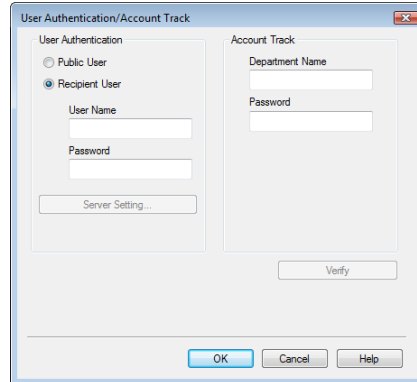 User Authentication/Account Track
User Authentication
Public User
Recipient User
User Name
Password
Server Setting...
Account Track
Department Name
Password
Verify
OK
Cancel
Help